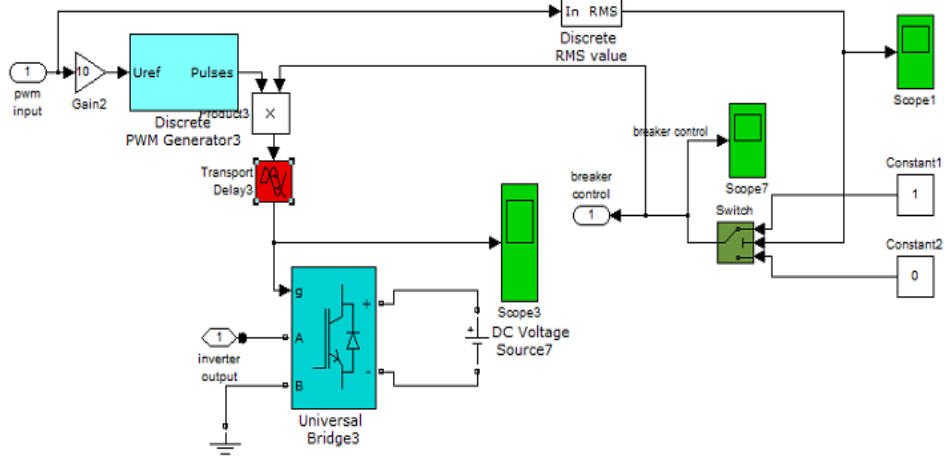 In RMS
Discrete
RMS value
1
pwm
input
10
Gain2
Uref Pulses
Discrete
PWM Generator3
Product3
×
Transport
Delay3
Scope1
breaker control
Scope7
breaker
control
1
Switch
Constant1
1
Constant2
0
Scope3
g
A
B
+
-
1
inverter
output
+
DC Voltage
Source7
Universal
Bridge3